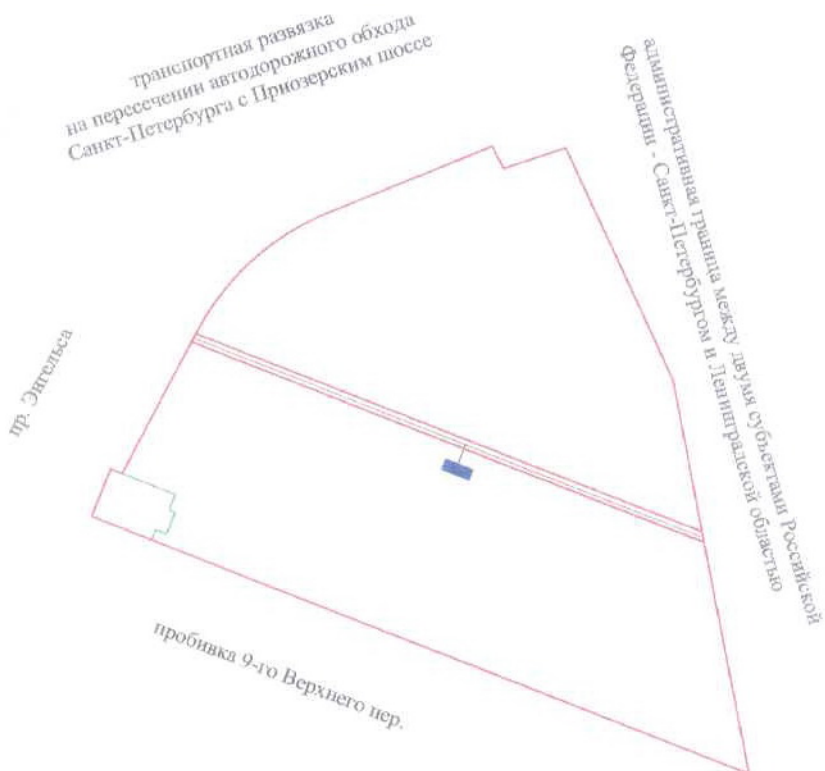 транспортная развязка
на пересечении автодорожного обхода
Санкт-Петербурга с Приозерским шоссе
административная граница между двумя субъектами Российской
Федерации - Санкт-Петербургом и Ленинградской областью
пр. Энгельса
пробивка 9-го Верхнего пер.